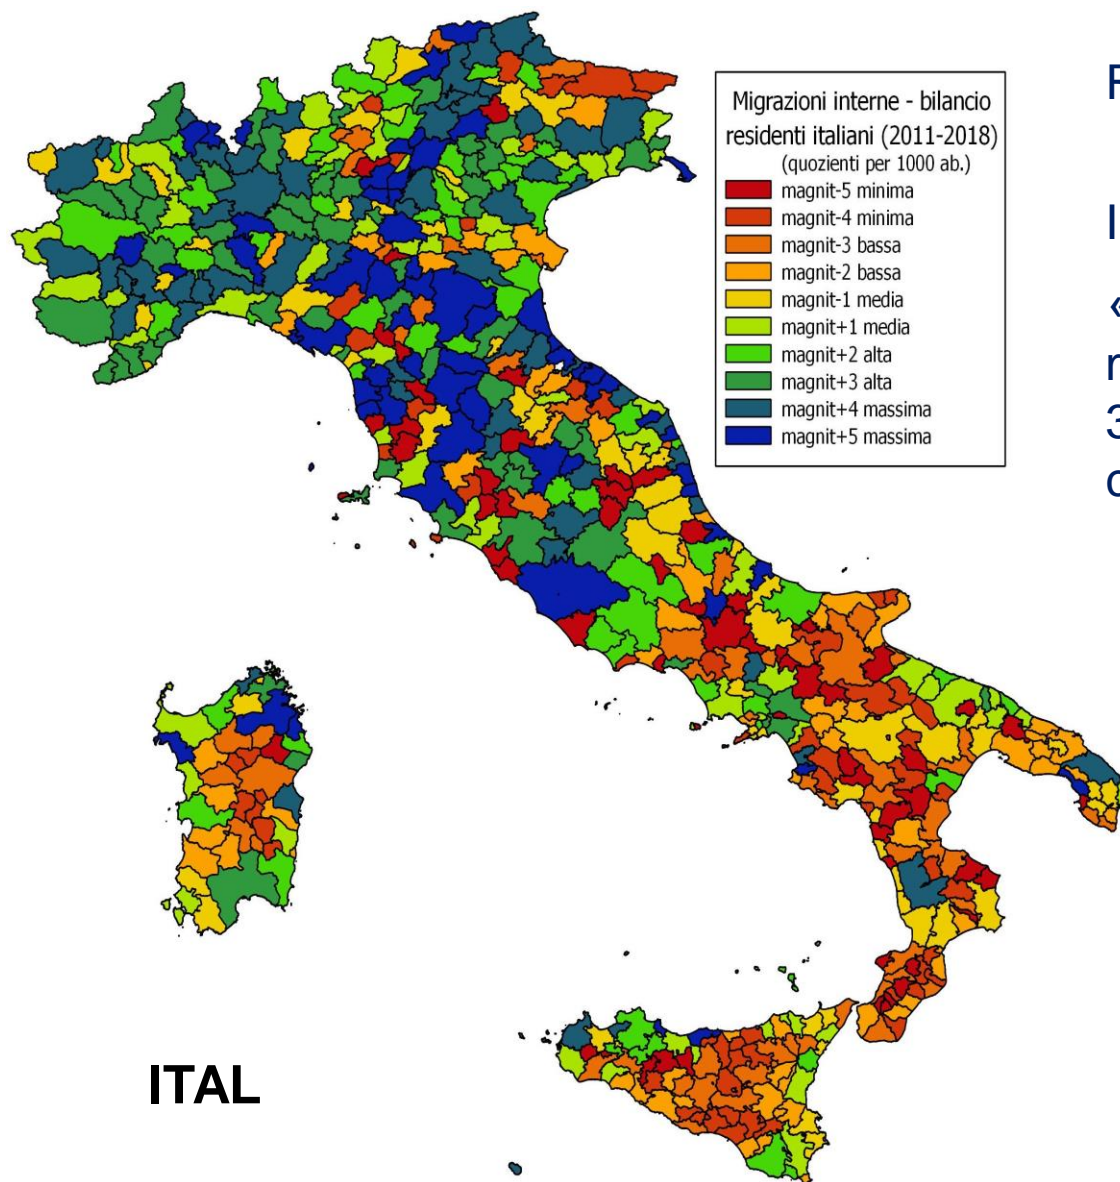 Migrazioni interne - bilancio
residenti italiani (2011-2018)
(quozienti per 1000 ab.)
magnit-5 minima
magnit-4 minima
magnit-3 bassa
magnit-2 bassa
magnit-1 media
magnit+1 media
magnit+2 alta
magnit+3 alta
magnit+4 massima
magnit+5 massima
ITAL